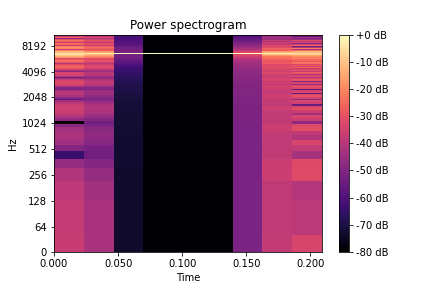 Power spectrogram
8192
4096
2048
1024
512
256
128
64
0
Hz
0.000 0.050 0.100 0.150 0.200
Time
+0 dB
-10 dB
-20 dB
-30 dB
-40 dB
-50 dB
-60 dB
-70 dB
-80 dB